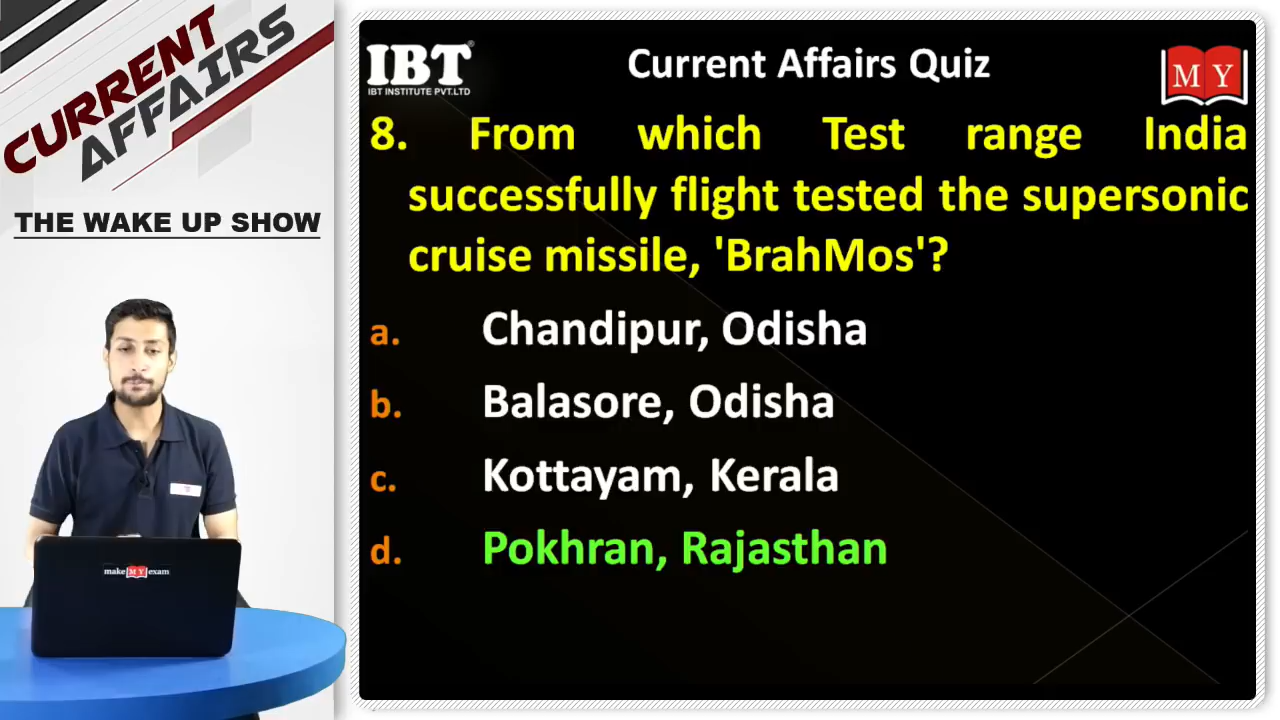 CURRENT
AFFAIRS
THE WAKE UP SHOW
make MY exam
IBT®
IBT INSTITUTE PVT.LTD
Current Affairs Quiz
M Y
8. From which Test range India
successfully flight tested the supersonic
cruise missile, 'BrahMos'?
a. Chandipur, Odisha
b. Balasore, Odisha
c. Kottayam, Kerala
d. Pokhran, Rajasthan